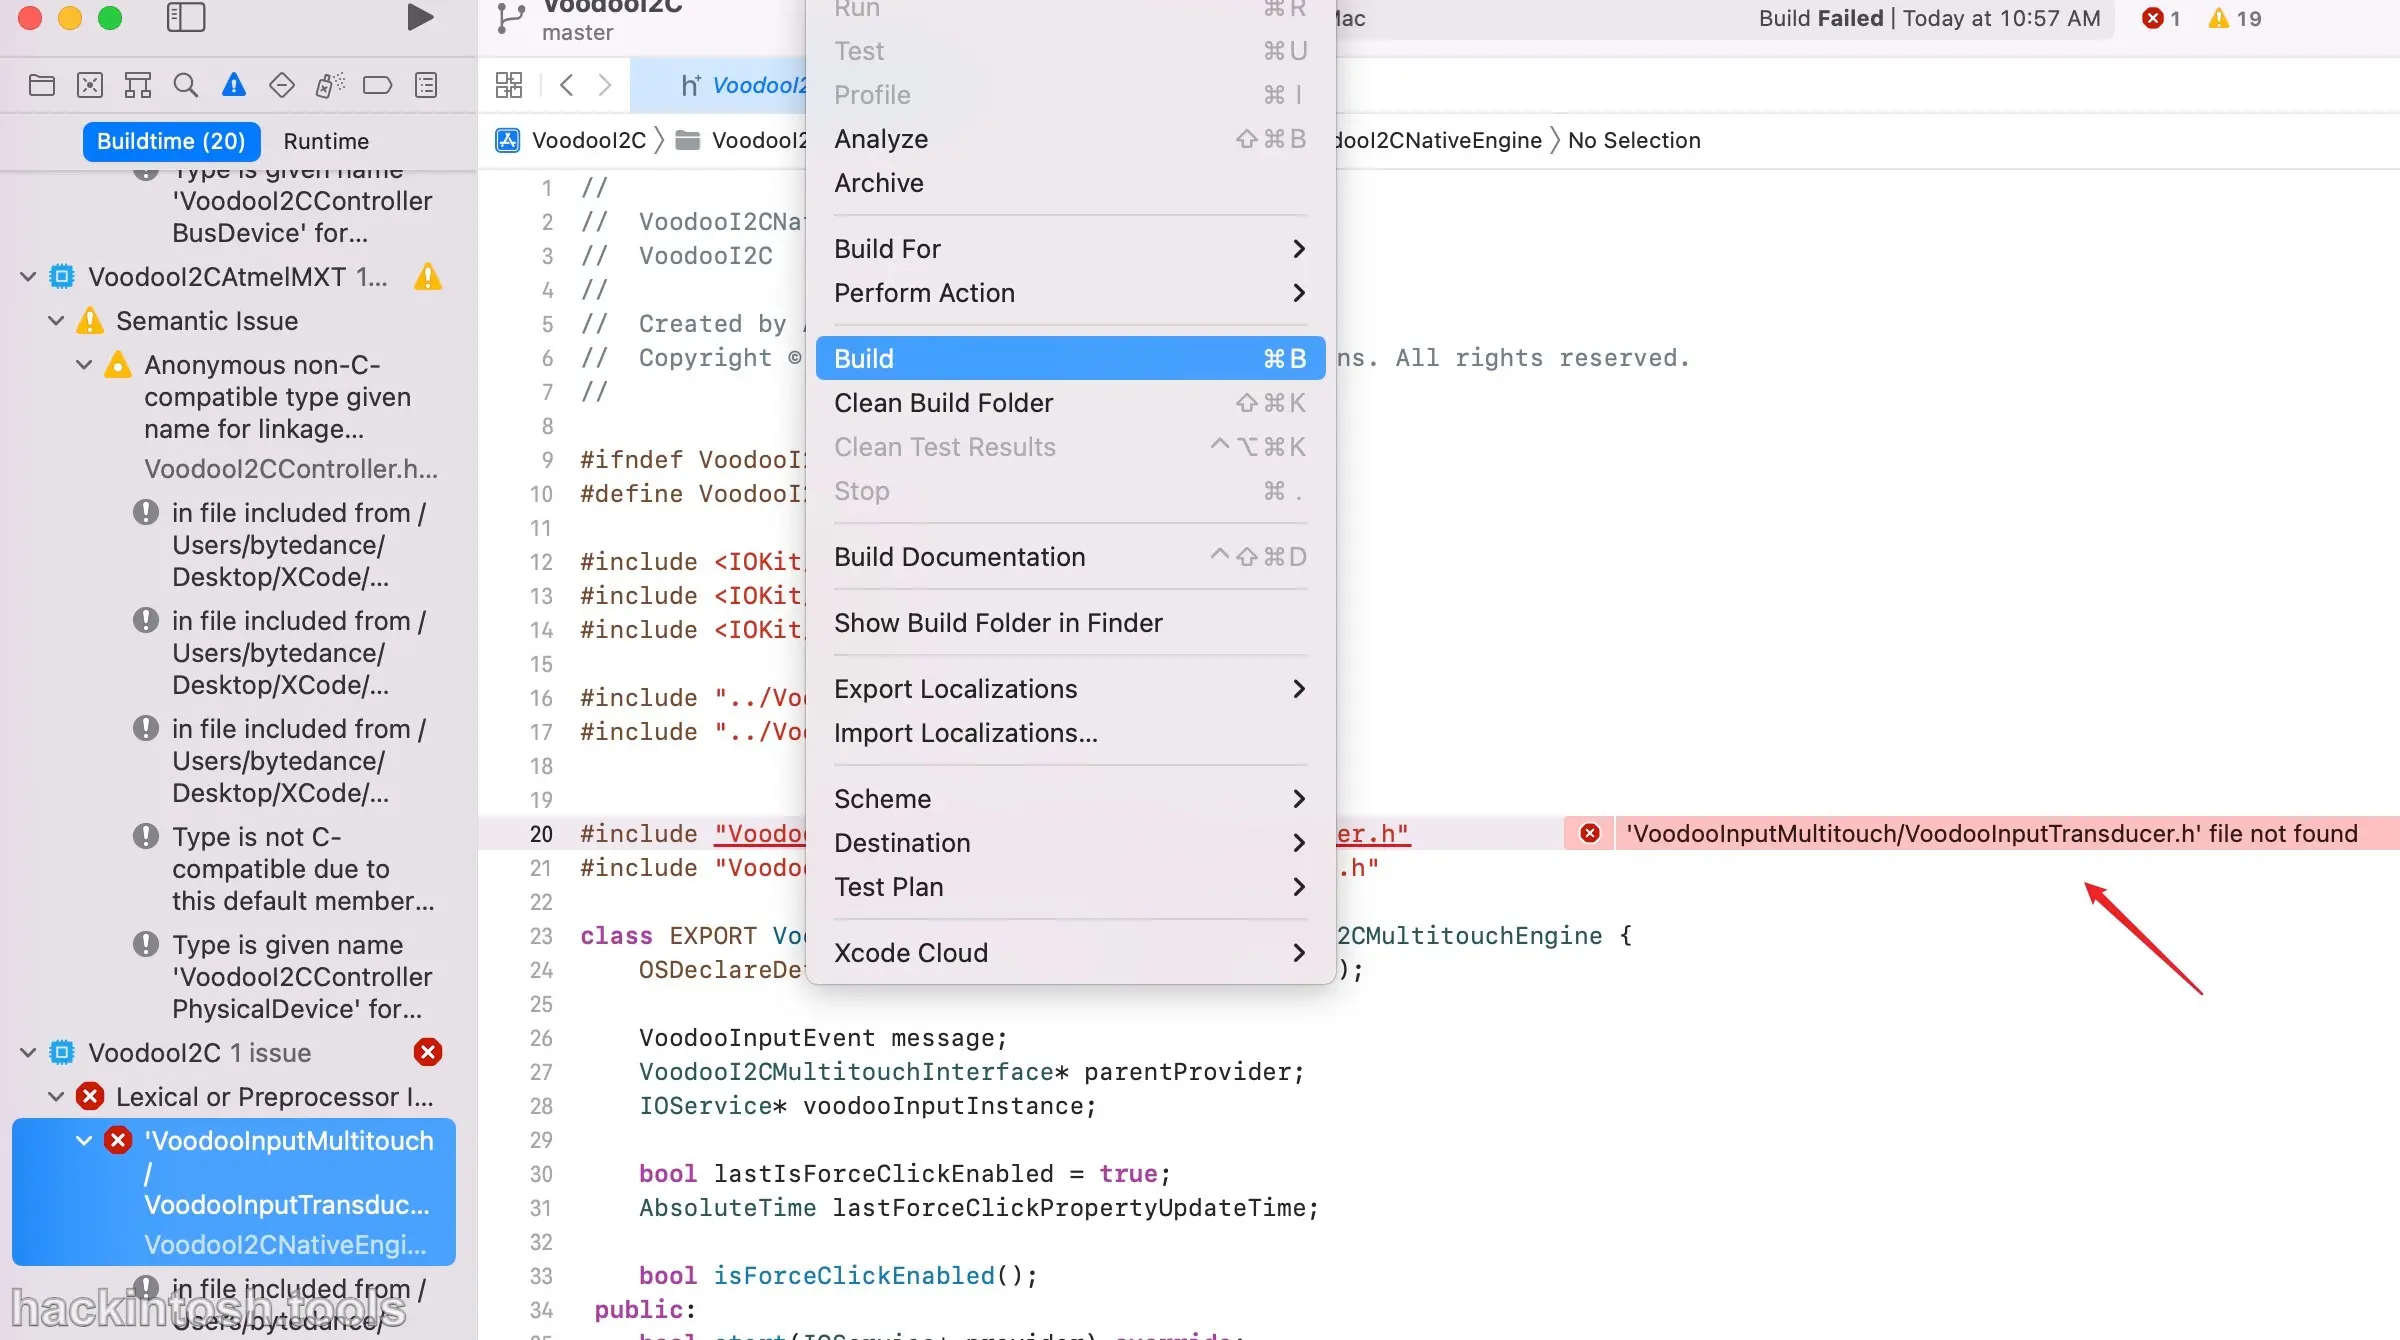 VoodooI2C
master
Build Failed | Today at 10:57 AM
1
19
Buildtime (20)
Runtime
Type is given name
'VoodooI2CController
BusDevice' for...
VoodooI2CAtmelMXT 1...
Semantic Issue
Anonymous non-C-
compatible type given
name for linkage...
VoodooI2CController.h...
in file included from /
Users/bytedance/
Desktop/XCode/...
in file included from /
Users/bytedance/
Desktop/XCode/...
in file included from /
Users/bytedance/
Desktop/XCode/...
Type is not C-
compatible due to
this default member...
Type is given name
'VoodooI2CController
PhysicalDevice' for...
VoodooI2C 1 issue
Lexical or Preprocessor I...
'VoodooInputMultitouch
/
VoodooInputTransduc...
VoodooI2CNativeEngi...
in file included from /
Users/bytedance/
hackintosh.tools
Run ⌘R
Test ⌘U
Profile ⌘I
Analyze ⇧⌘B
Archive
Build For
Perform Action
Build ⌘B
Clean Build Folder ⇧⌘K
Clean Test Results ^⌥⌘K
Stop ⌘.
Build Documentation ^⇧⌘D
Show Build Folder in Finder
Export Localizations
Import Localizations...
Scheme
Destination
Test Plan
Xcode Cloud
VoodooI2C
No Selection
1 //
2 // VoodooI2CNa
3 // VoodooI2C
4 //
5 // Created by
6 // Copyright © ns. All rights reserved.
7 //
8
9 #ifndef VoodooI
10 #define VoodooI
11
12 #include <IOKit
13 #include <IOKit
14 #include <IOKit
15
16 #include "../Voo
17 #include "../Voo
18
19
20 #include "Voodo er.h" 'VoodooInputMultitouch/VoodooInputTransducer.h' file not found
21 #include "Voodo .h"
22
23 class EXPORT Voo 2CMultitouchEngine {
24 OSDeclareDe );
25
26 VoodooInputEvent message;
27 VoodooI2CMultitouchInterface* parentProvider;
28 IOService* voodooInputInstance;
29
30 bool lastIsForceClickEnabled = true;
31 AbsoluteTime lastForceClickPropertyUpdateTime;
32
33 bool isForceClickEnabled();
34 public: